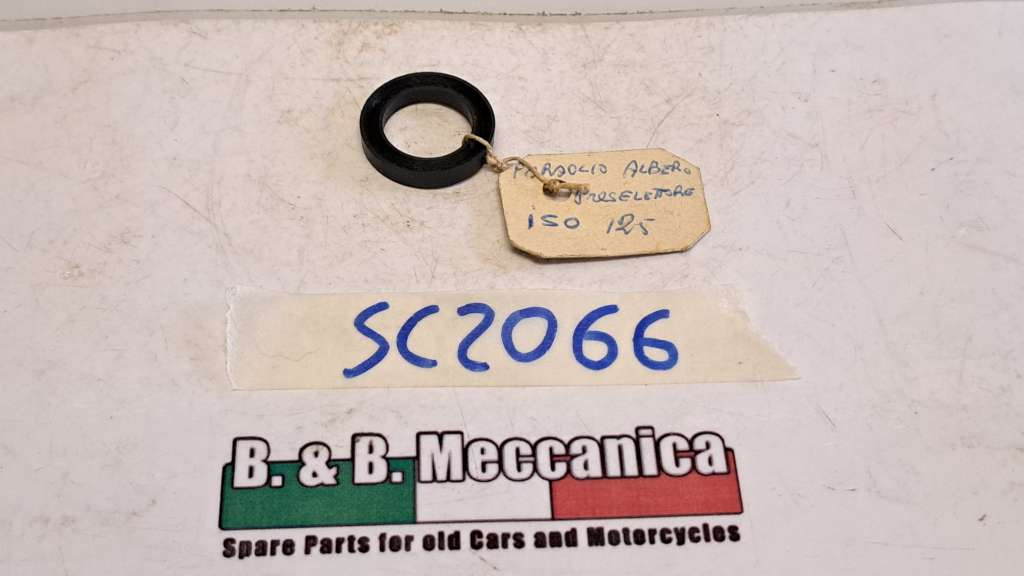 PARAOLIO ALBERO
PRESELETTORE
ISO 125
SC2066
B. & B. Meccanica
Spare Parts for old Cars and Motorcycles